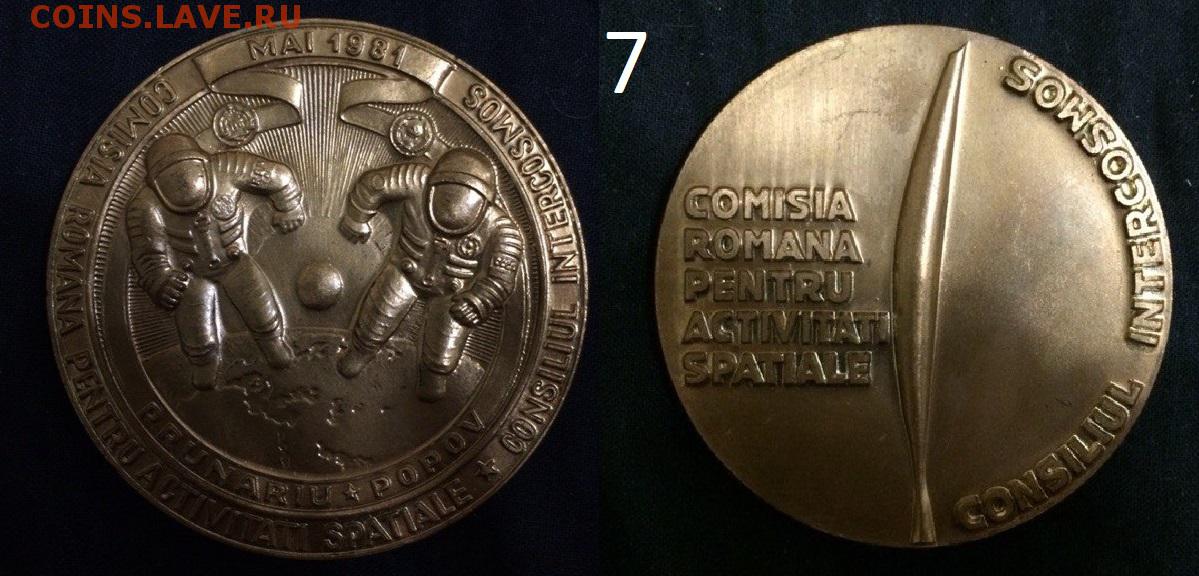 COINS.LAVE.RU
MAI 1981
COMISIA ROMANA PENTRU ACTIVITATI SPATIALE ★ CONSILIUL INTERCOSMOS
PRUNARIU ★ POPOV
7
COMISIA
ROMANA
PENTRU
ACTIVITATI
SPATIALE
CONSILIUL INTERCOSMOS